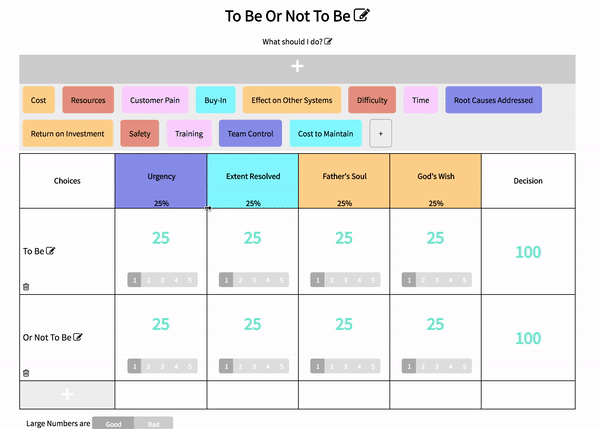 To Be Or Not To Be
What should I do?
+
Cost Resources Customer Pain Buy-In Effect on Other Systems Difficulty Time Root Causes Addressed
Return on Investment Safety Training Team Control Cost to Maintain +
Choices Urgency Extent Resolved Father's Soul God's Wish Decision
25% 25% 25% 25%
25 25 25 25
To Be 100
1 2 3 4 5 1 2 3 4 5 1 2 3 4 5 1 2 3 4 5
25 25 25 25
Or Not To Be 100
1 2 3 4 5 1 2 3 4 5 1 2 3 4 5 1 2 3 4 5
+
Large Numbers are Good Bad